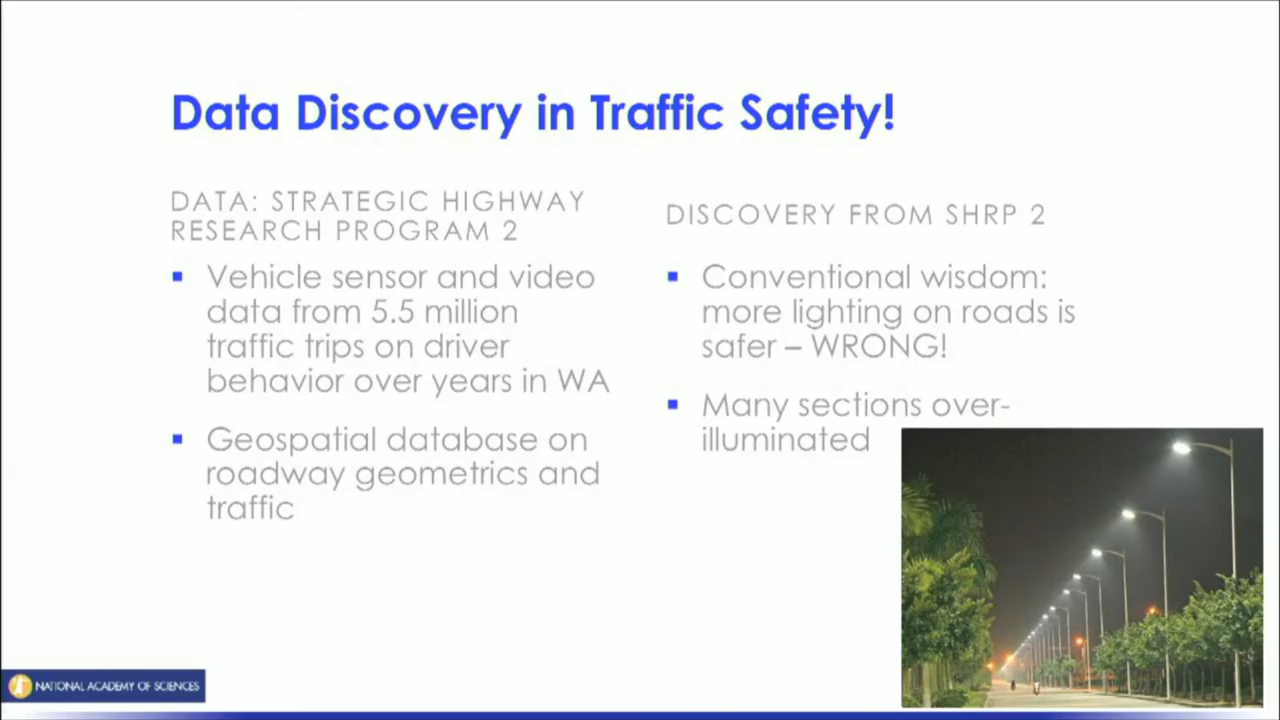 Data Discovery in Traffic Safety!
DATA: STRATEGIC HIGHWAY
RESEARCH PROGRAM 2
Vehicle sensor and video
data from 5.5 million
traffic trips on driver
behavior over years in WA
Geospatial database on
roadway geometrics and
traffic
DISCOVERY FROM SHRP 2
Conventional wisdom:
more lighting on roads is
safer – WRONG!
Many sections over-
illuminated
NATIONAL ACADEMY OF SCIENCES